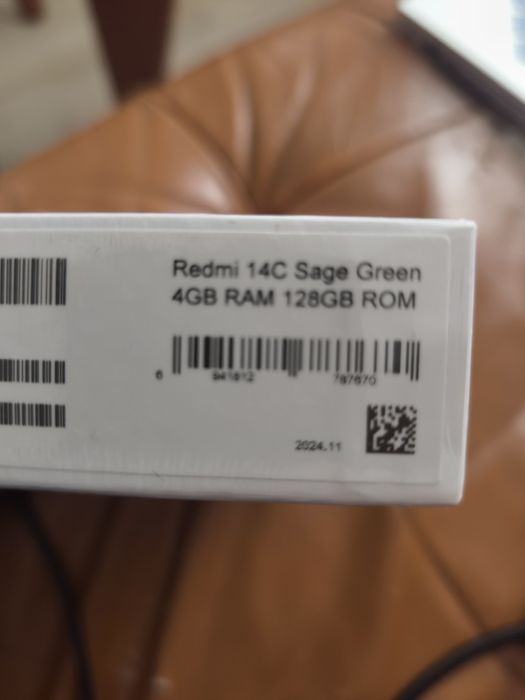 Redmi 14C Sage Green
4GB RAM 128GB ROM
6 941812 787670
2024.11